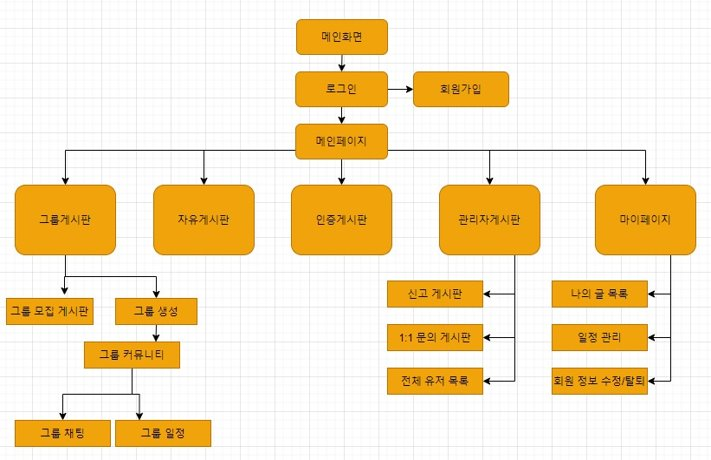 메인화면
로그인
회원가입
메인페이지
그룹게시판
자유게시판
인증게시판
관리자게시판
마이페이지
그룹 모집 게시판
그룹 생성
신고 게시판
나의 글 목록
1:1 문의 게시판
일정 관리
그룹 커뮤니티
전체 유저 목록
회원 정보 수정/탈퇴
그룹 채팅
그룹 일정